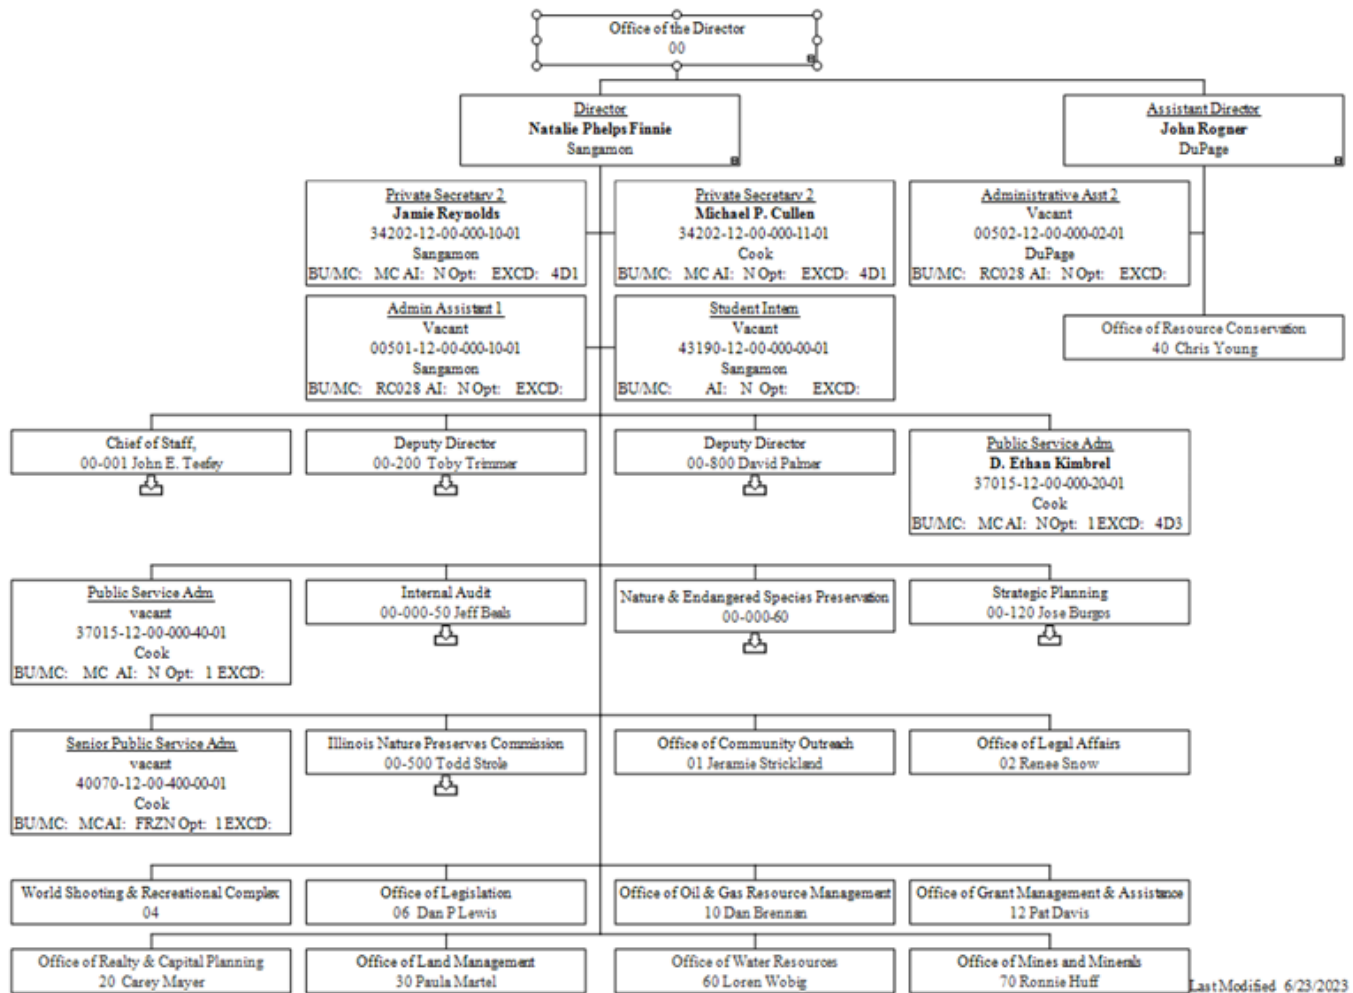 Office of the Director
00
Director
Natalie Phelps Finnie
Sangamon
Assistant Director
John Rogner
DuPage
Private Secretary 2
Jamie Reynolds
34202-12-00-000-10-01
Sangamon
BU/MC: MC AI: N Opt: EXCD: 4D1
Private Secretary 2
Michael P. Cullen
34202-12-00-000-11-01
Cook
BU/MC: MC AI: N Opt: EXCD: 4D1
Administrative Asst 2
Vacant
00502-12-00-000-02-01
DuPage
BU/MC: RC028 AI: N Opt: EXCD:
Admin Assistant 1
Vacant
00501-12-00-000-10-01
Sangamon
BU/MC: RC028 AI: N Opt: EXCD:
Student Intern
Vacant
43190-12-00-000-00-01
Sangamon
BU/MC: AI: N Opt: EXCD:
Office of Resource Conservation
40 Chris Young
Chief of Staff,
00-001 John E. Teefey
Deputy Director
00-200 Toby Trimmer
Deputy Director
00-800 David Palmer
Public Service Adm
D. Ethan Kimbrel
37015-12-00-000-20-01
Cook
BU/MC: MC AI: N Opt: 1 EXCD: 4D3
Public Service Adm
vacant
37015-12-00-000-40-01
Cook
BU/MC: MC AI: N Opt: 1 EXCD:
Internal Audit
00-000-50 Jeff Beals
Nature & Endangered Species Preservation
00-000-60
Strategic Planning
00-120 Jose Burgos
Senior Public Service Adm
vacant
40070-12-00-400-00-01
Cook
BU/MC: MC AI: FRZN Opt: 1 EXCD:
Illinois Nature Preserves Commission
00-500 Todd Strole
Office of Community Outreach
01 Jeramie Strickland
Office of Legal Affairs
02 Renee Snow
World Shooting & Recreational Complex
04
Office of Legislation
06 Dan P Lewis
Office of Oil & Gas Resource Management
10 Dan Brennan
Office of Grant Management & Assistance
12 Pat Davis
Office of Realty & Capital Planning
20 Carey Mayer
Office of Land Management
30 Paula Martel
Office of Water Resources
60 Loren Wobig
Office of Mines and Minerals
70 Ronnie Huff
Last Modified 6/23/2023